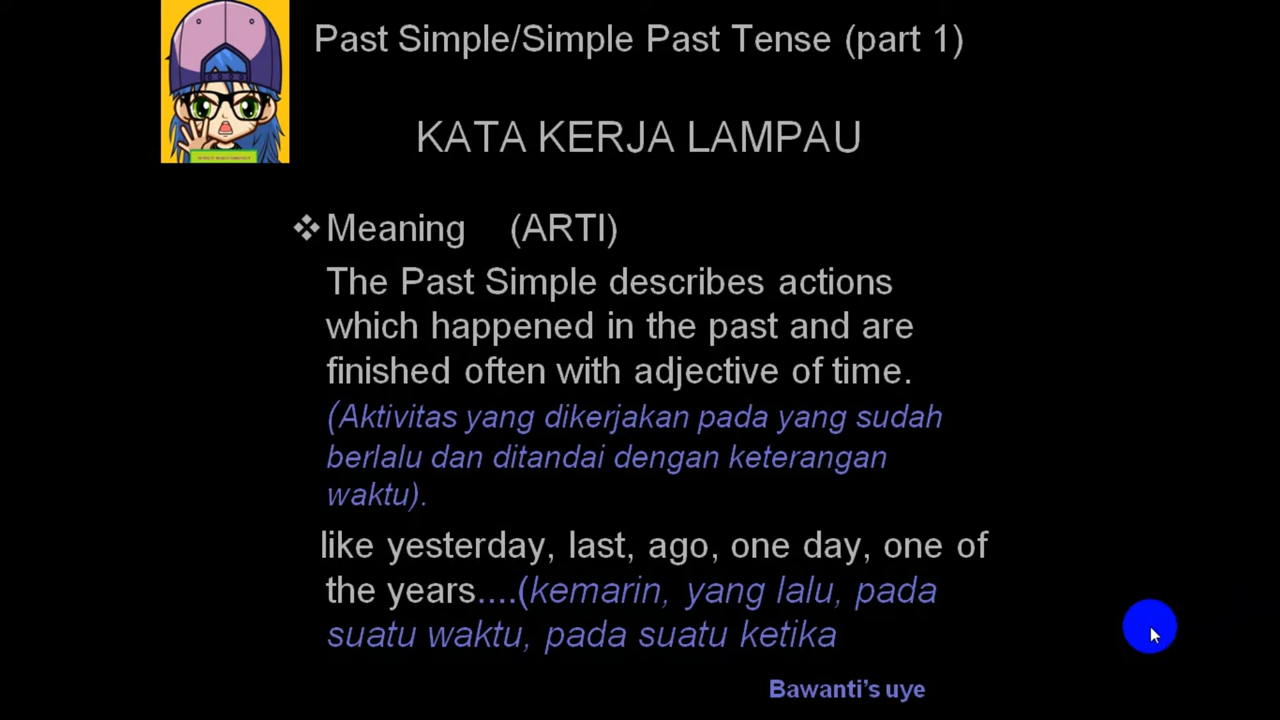 Past Simple/Simple Past Tense (part 1)
KATA KERJA LAMPAU
❖ Meaning (ARTI)
The Past Simple describes actions
which happened in the past and are
finished often with adjective of time.
(Aktivitas yang dikerjakan pada yang sudah
berlalu dan ditandai dengan keterangan
waktu).
like yesterday, last, ago, one day, one of
the years....(kemarin, yang lalu, pada
suatu waktu, pada suatu ketika
Bawanti's uye